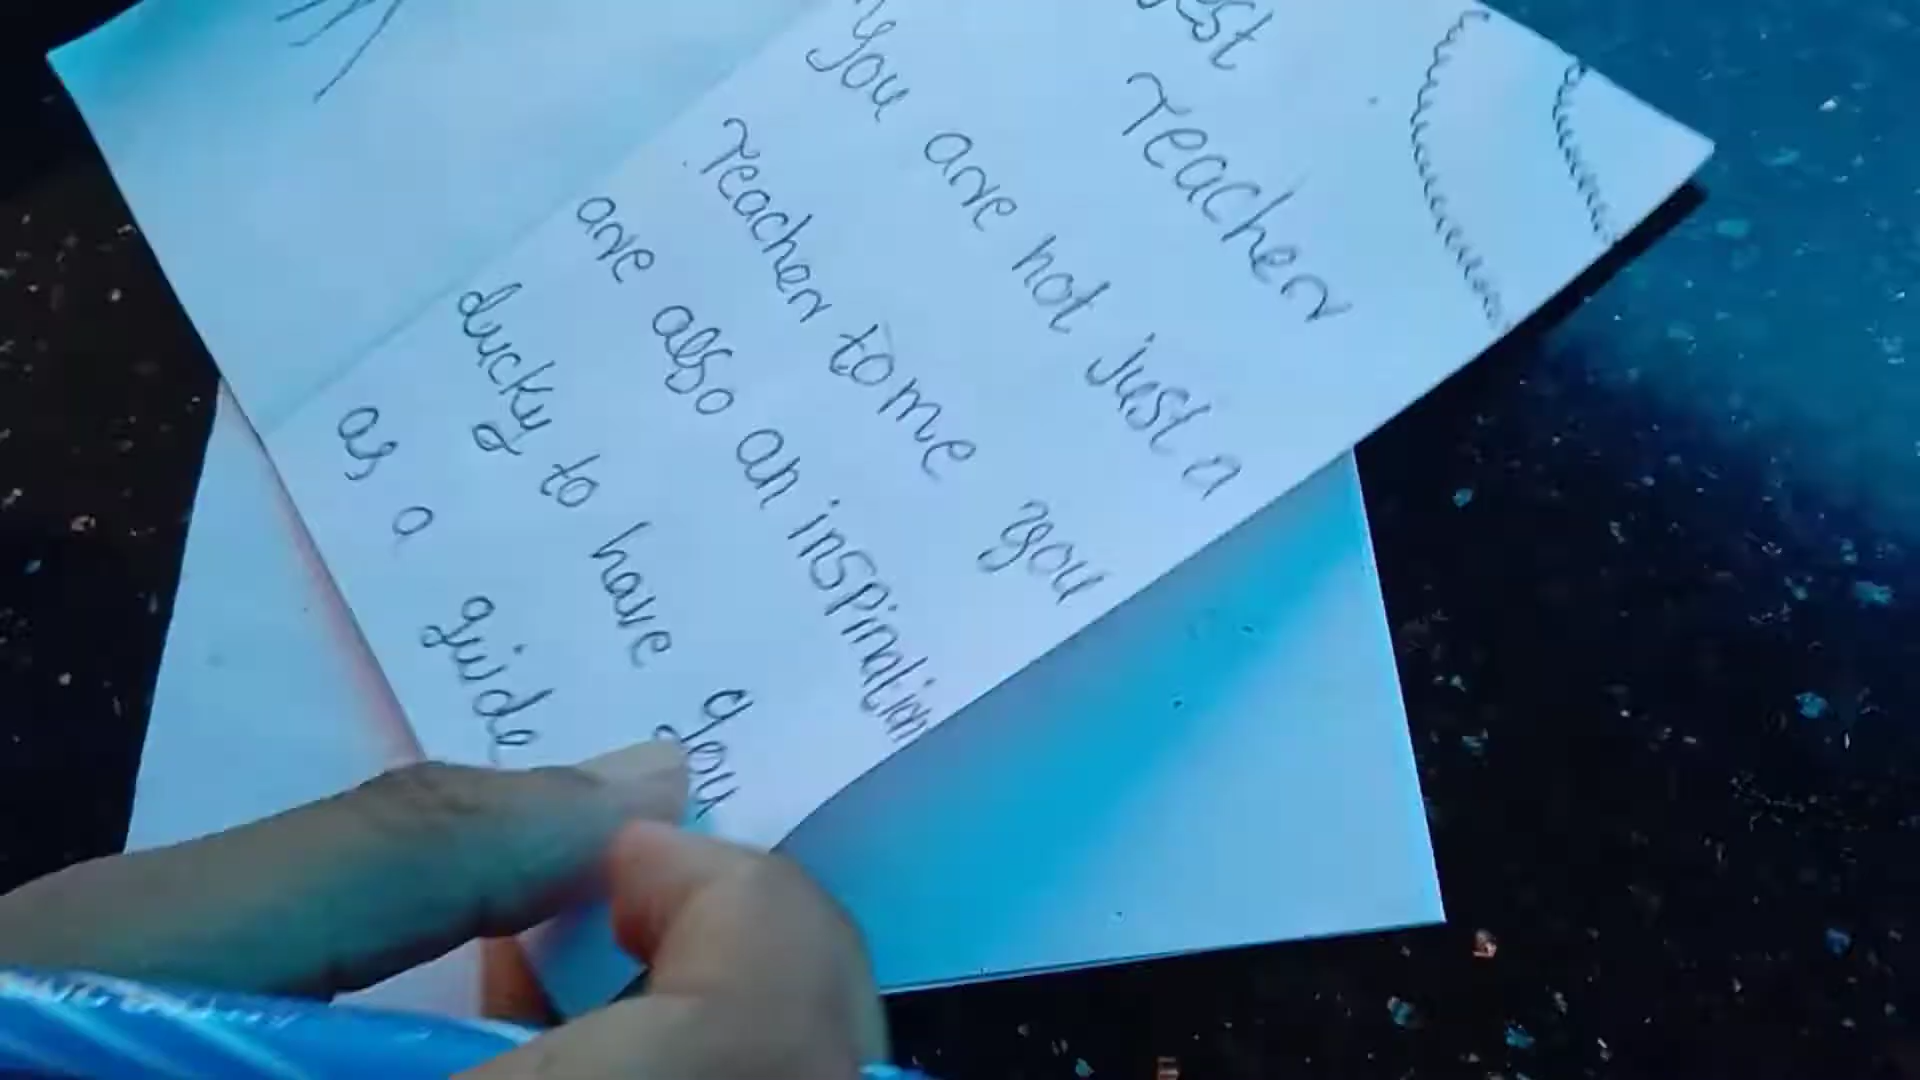 Teacher
You are not just a
Teacher to me you
are also an inspiration
lucky to have you
as a guide